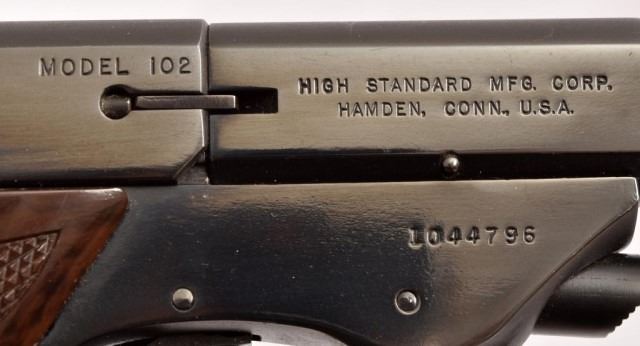 MODEL 102
HIGH STANDARD MFG. CORP.
HAMDEN, CONN., U.S.A.
1044796